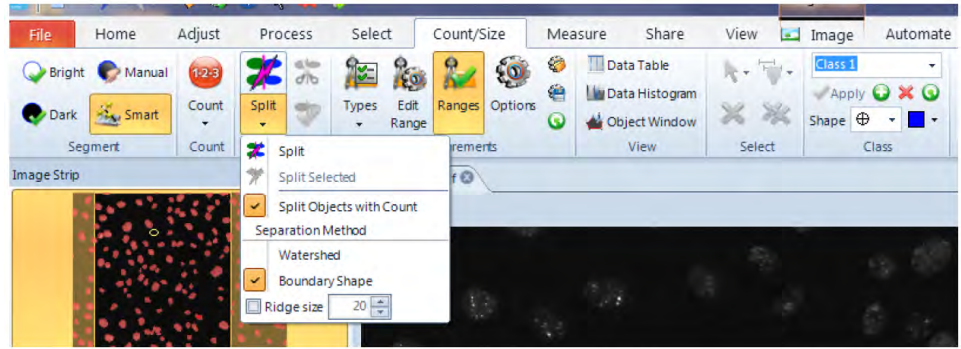 File Home Adjust Process Select Count/Size Measure Share View Image Automate
Bright Manual 1-2-3 Data Table Class 1
Data Histogram Apply
Dark Smart Count Split Types Edit Range Ranges Options Object Window Shape
Segment Count View Select Class
Split
Image Strip
Split Selected
Split Objects with Count
Separation Method
Watershed
Boundary Shape
Ridge size 20